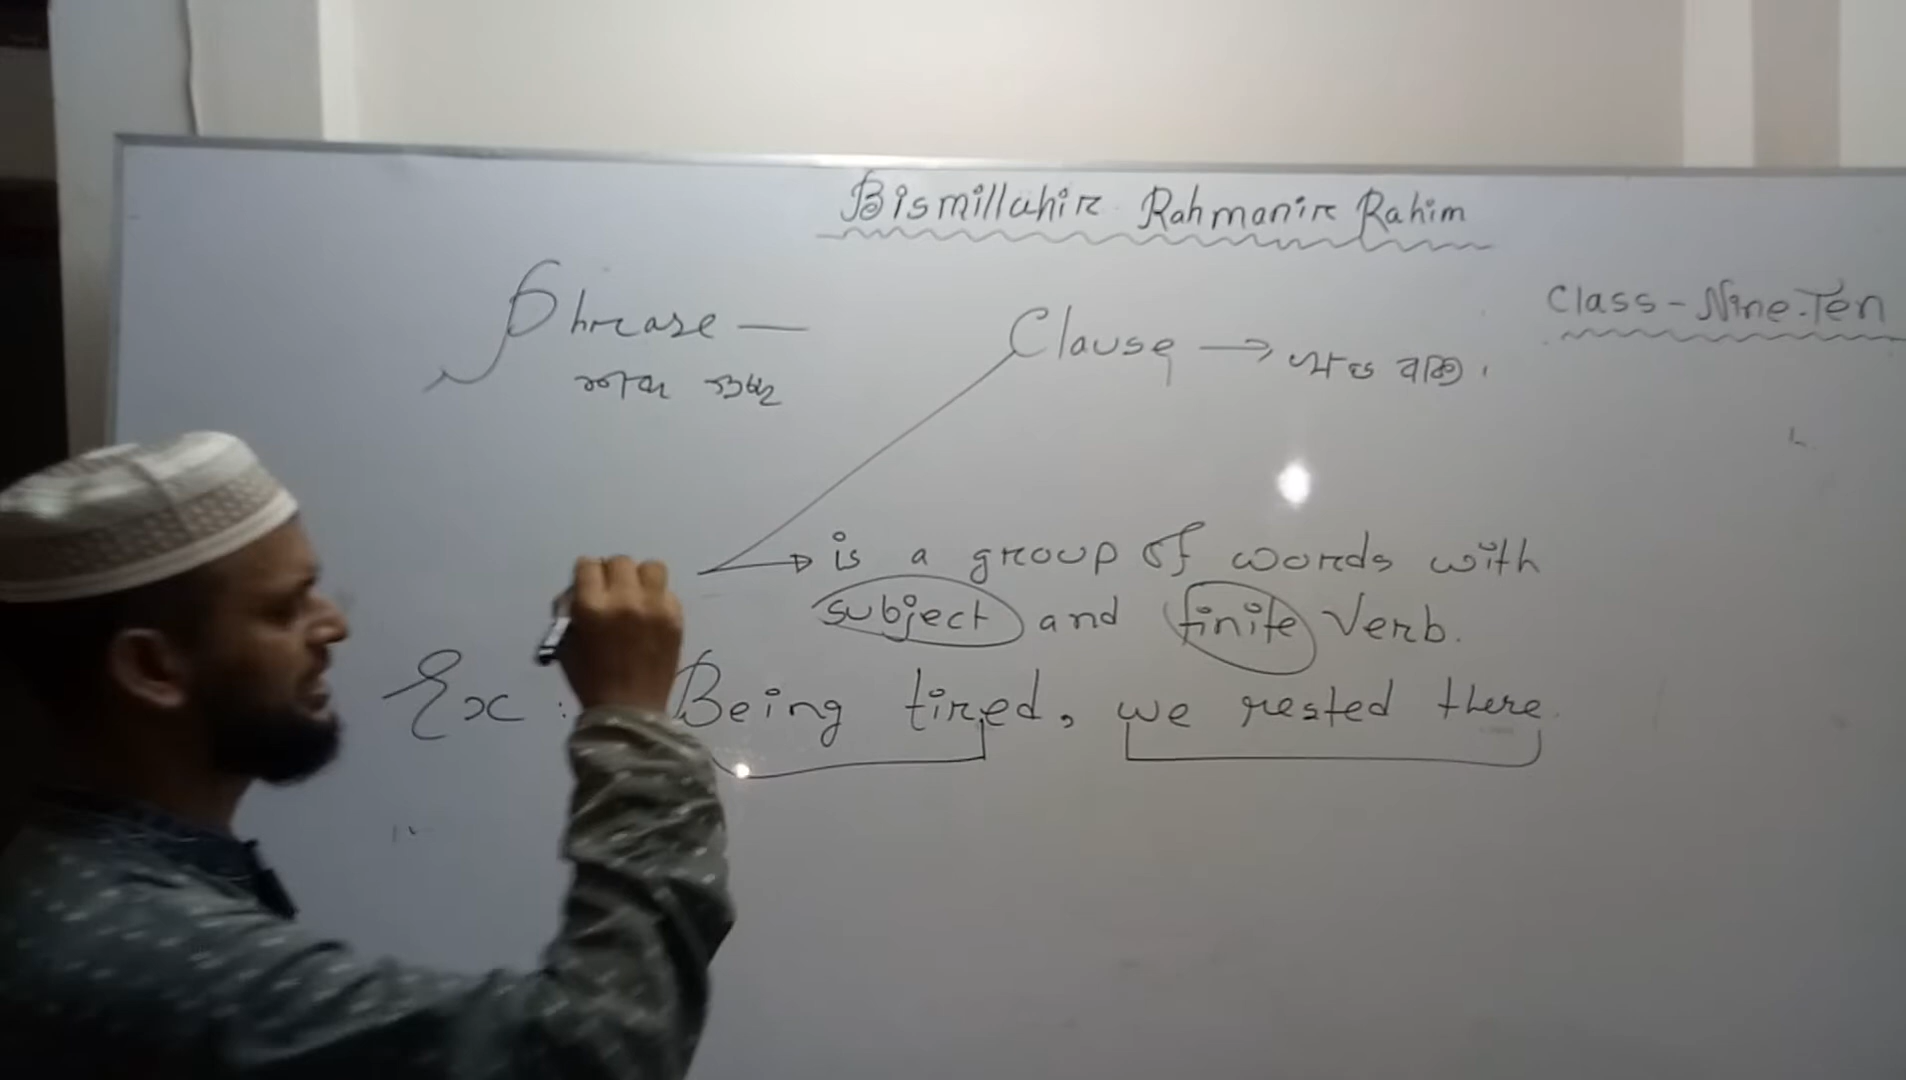 Bismillahir Rahmanir Rahim
Class-Nine-Ten
Phrase —
Clause → খন্ড বাক্য।
is a group of words with
subject and finite verb.
Ex: Being tired, we rested there.